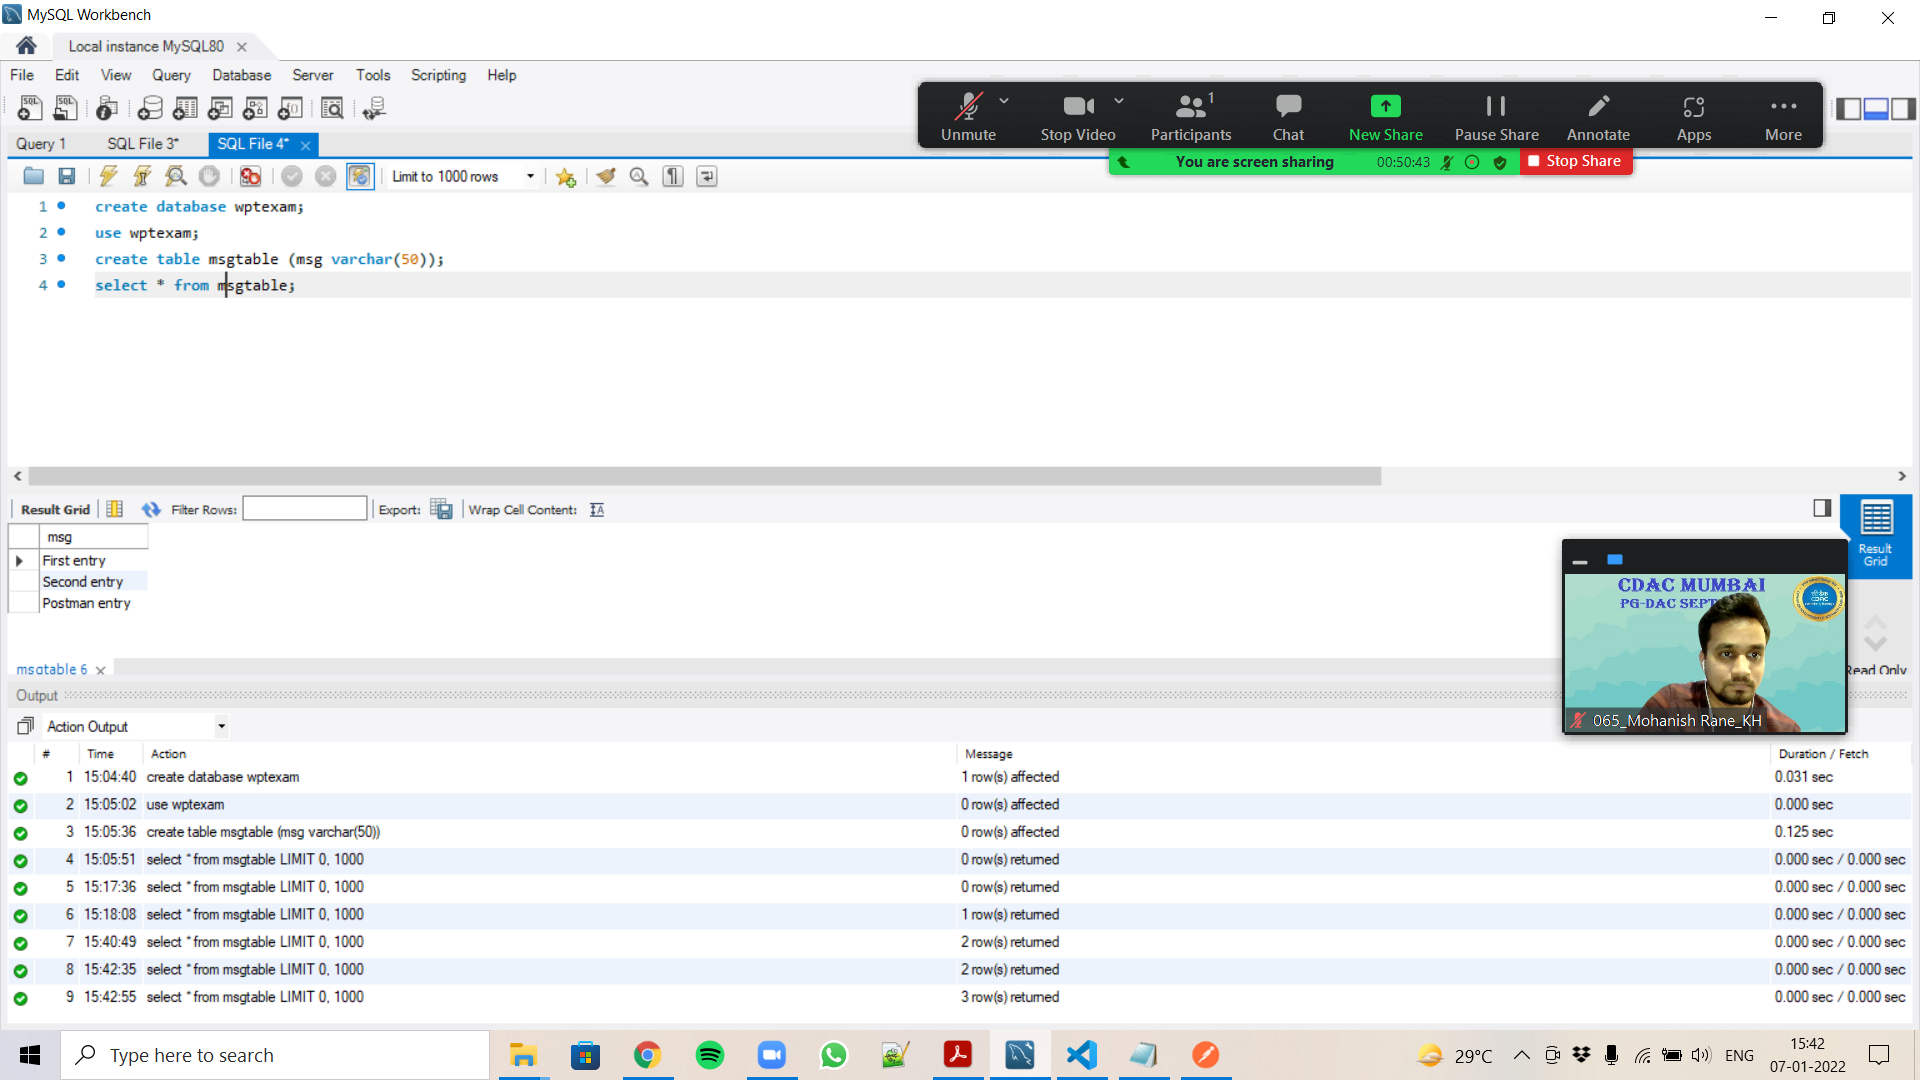 MySQL Workbench
Local instance MySQL80
File Edit View Query Database Server Tools Scripting Help
Unmute Stop Video Participants 1 Chat New Share Pause Share Annotate Apps More
You are screen sharing 00:50:43 Stop Share
Query 1 SQL File 3* SQL File 4*
Limit to 1000 rows
1 create database wptexam;
2 use wptexam;
3 create table msgtable (msg varchar(50));
4 select * from msgtable;
Result Grid Filter Rows: Export: Wrap Cell Content:
msg
First entry
Second entry
Postman entry
Result
Grid
CDAC MUMBAI
PG-DAC SEPT
065_Mohanish Rane_KH
msgtable 6
Read Only
Output
Action Output
# Time Action Message Duration / Fetch
1 15:04:40 create database wptexam 1 row(s) affected 0.031 sec
2 15:05:02 use wptexam 0 row(s) affected 0.000 sec
3 15:05:36 create table msgtable (msg varchar(50)) 0 row(s) affected 0.125 sec
4 15:05:51 select * from msgtable LIMIT 0, 1000 0 row(s) returned 0.000 sec / 0.000 sec
5 15:17:36 select * from msgtable LIMIT 0, 1000 0 row(s) returned 0.000 sec / 0.000 sec
6 15:18:08 select * from msgtable LIMIT 0, 1000 1 row(s) returned 0.000 sec / 0.000 sec
7 15:40:49 select * from msgtable LIMIT 0, 1000 2 row(s) returned 0.000 sec / 0.000 sec
8 15:42:35 select * from msgtable LIMIT 0, 1000 2 row(s) returned 0.000 sec / 0.000 sec
9 15:42:55 select * from msgtable LIMIT 0, 1000 3 row(s) returned 0.000 sec / 0.000 sec
Type here to search
29°C ENG
15:42
07-01-2022